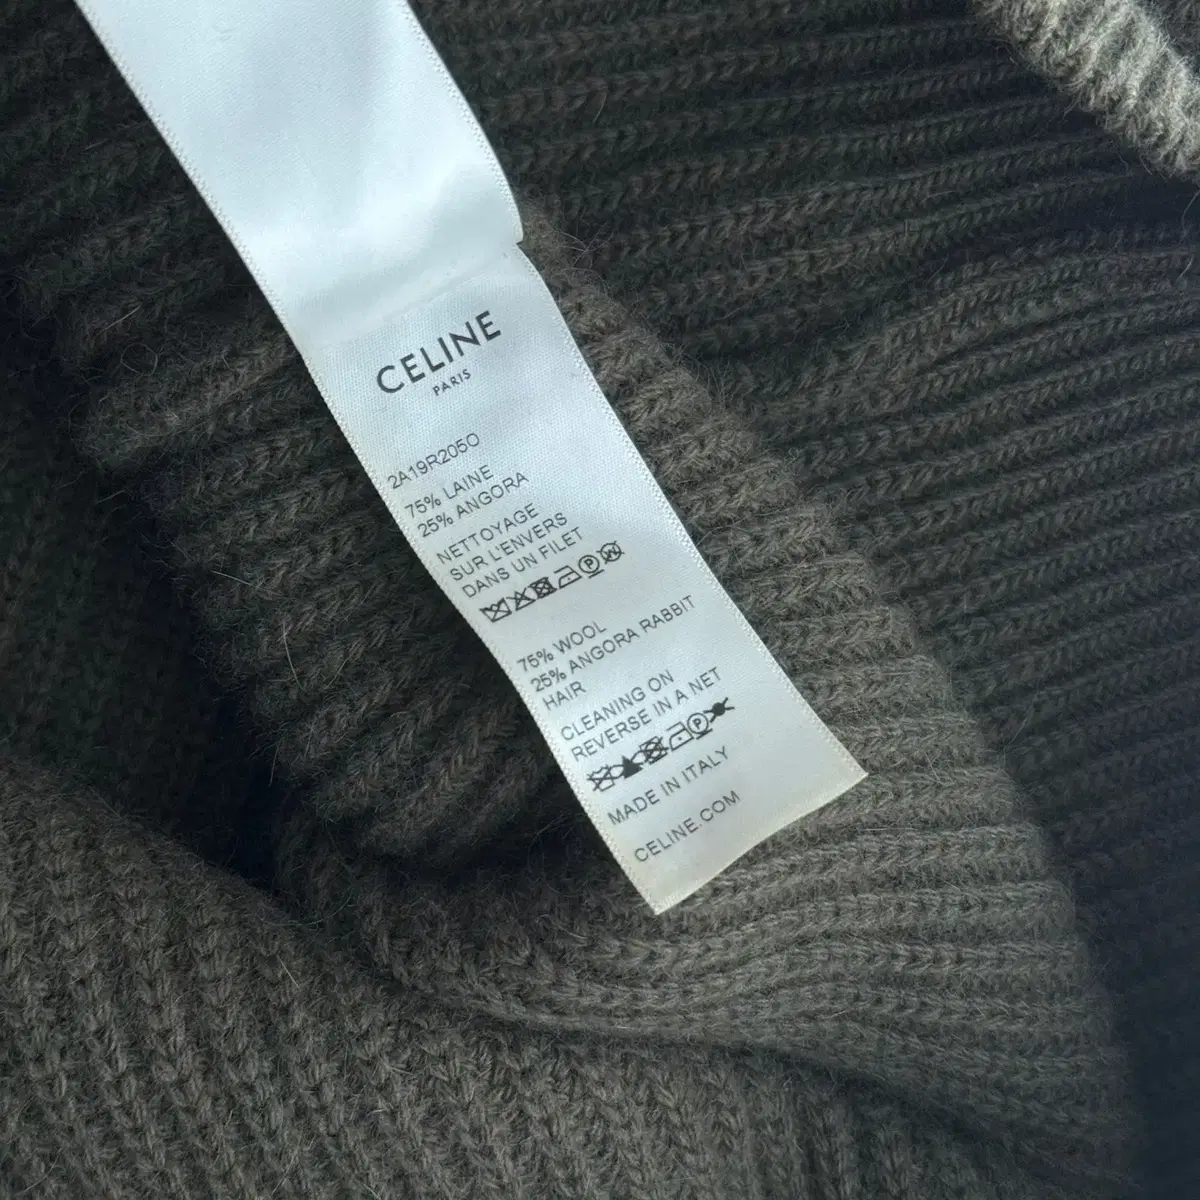 CELINE
PARIS
2A19R205O
75% LAINE
25% ANGORA
NETTOYAGE
SUR L'ENVERS
DANS UN FILET
P W
75% WOOL
25% ANGORA RABBIT
HAIR
CLEANING ON
REVERSE IN A NET
P
MADE IN ITALY
CELINE.COM